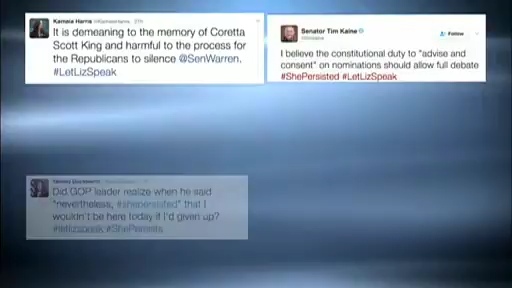 Kamala Harris
It is demeaning to the memory of Coretta
Scott King and harmful to the process for
the Republicans to silence @SenWarren.
#LetLizSpeak
Senator Tim Kaine
Follow
I believe the constitutional duty to "advise and
consent" on nominations should allow full debate
#ShePersisted #LetLizSpeak
Tammy Duckworth
Did GOP leader realize when he said
"nevertheless, #shepersisted" that I
wouldn't be here today if I'd given up?
#letlizspeak #ShePersists